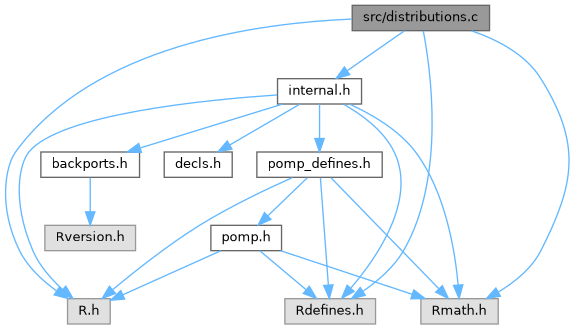 src/distributions.c
internal.h
backports.h
decls.h
pomp_defines.h
Rversion.h
pomp.h
R.h
Rdefines.h
Rmath.h